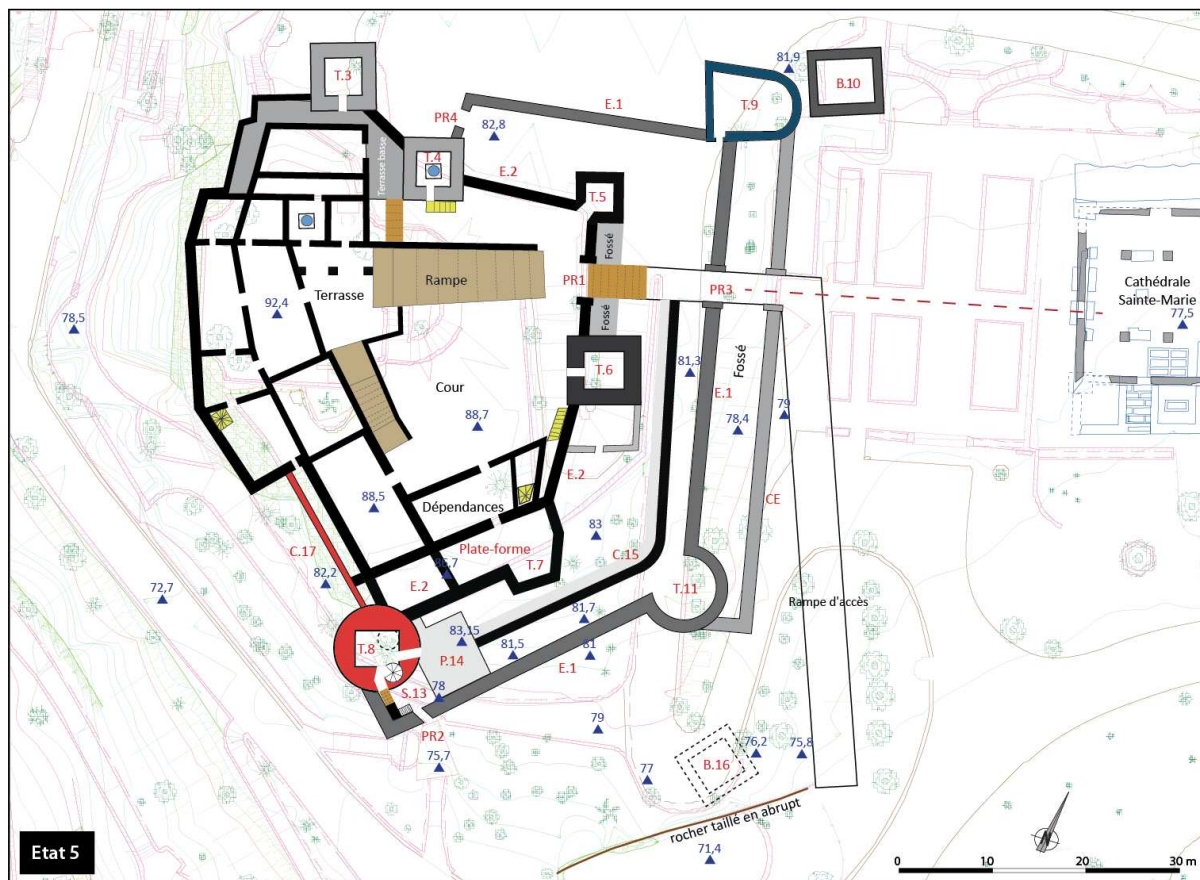 81,9
T.3
B.10
E.1
T.9
PR4
82,8
T.4
Terrasse basse
E.2
T.5
Fossé
Rampe
PR1
PR3
Terrasse
92,4
78,5
Cathédrale
Sainte-Marie
77,5
Fossé
T.6
81,3
Fossé
Cour
E.1
88,7
78,4
79
E.2
CE
88,5
Dépendances
83
Plate-forme
C.17
C.15
T.7
82,2
E.2
72,7
T.11
Rampe d'accès
81,7
83,15
T.8
81,5
81
P.14
E.1
S.13
78
PR2
79
75,7
76,2
75,8
B.16
77
rocher taillé en abrupt
71,4
N
Etat 5
0 10 20 30 m